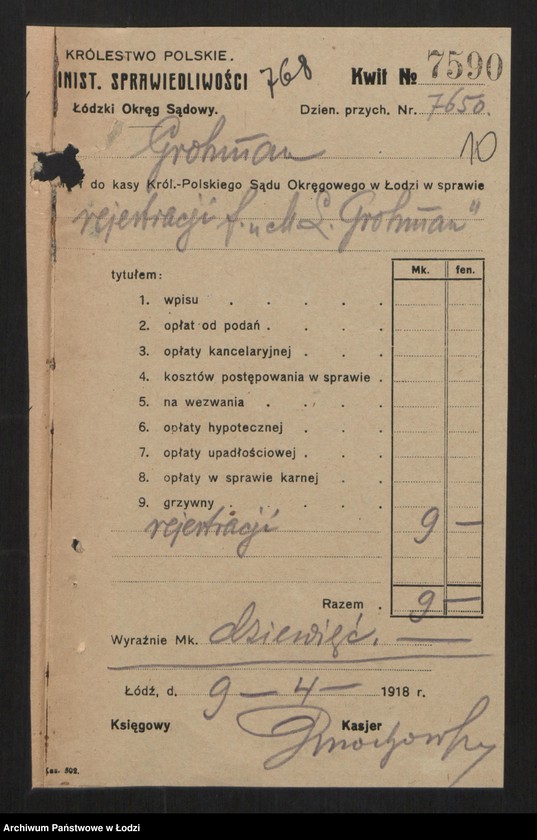 KRÓLESTWO POLSKIE.
INIST. SPRAWIEDLIWOŚCI 768 Kwit № 7590
Łódzki Okręg Sądowy. Dzien. przych. Nr. 7650.
Grohman 10
do kasy Król.-Polskiego Sądu Okręgowego w Łodzi w sprawie
rejestracji f. „M L. Grohman"
Mk. fen.
tytułem:
1. wpisu . . . . .
2. opłat od podań . . . .
3. opłaty kancelaryjnej . . .
4. kosztów postępowania w sprawie .
5. na wezwania . . . .
6. opłaty hypotecznej . . .
7. opłaty upadłościowej . . .
8. opłaty w sprawie karnej . .
9. grzywny . . . . .
rejestracji 9 —
Razem . 9 —
Wyraźnie Mk. dziewięć. —
Łódź, d. 9 — 4 — 1918 r.
Księgowy Kasjer
502.
Archiwum Państwowe w Łodzi